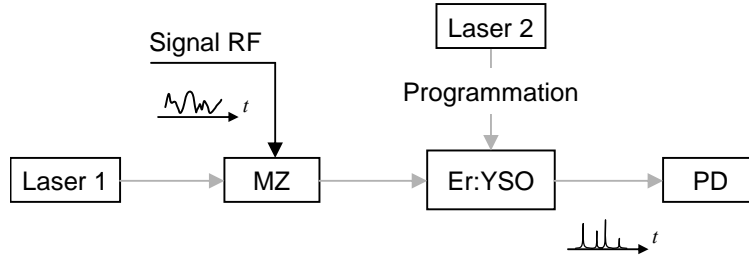 Laser 2
Signal RF
Programmation
t
Laser 1
MZ
Er:YSO
PD
t